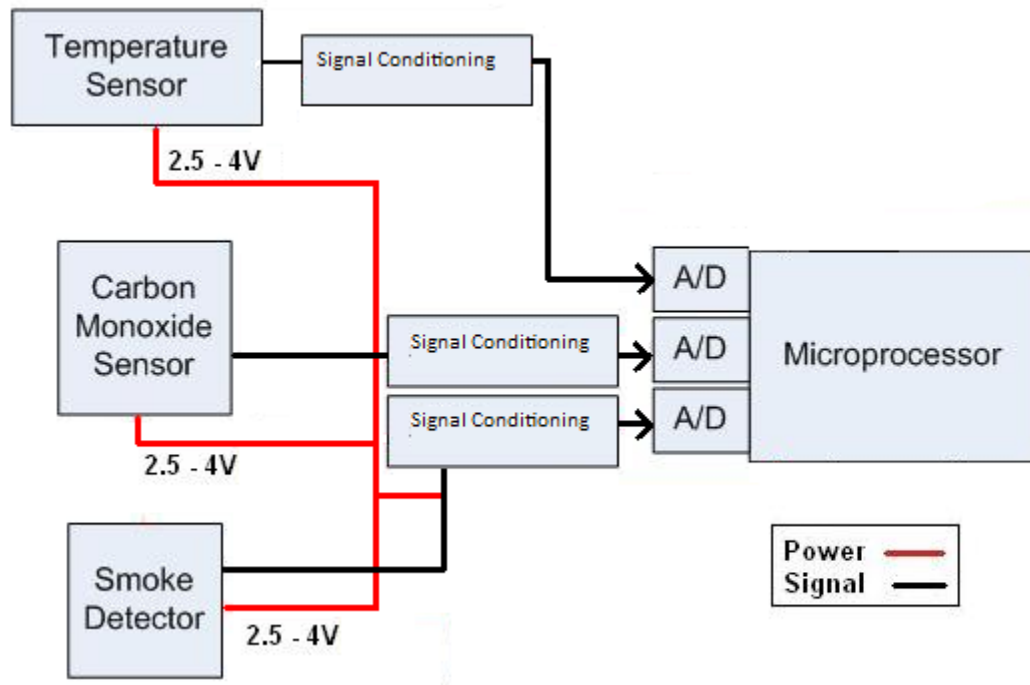 Temperature
Sensor
Signal Conditioning
2.5 - 4V
Carbon
Monoxide
Sensor
Signal Conditioning
Signal Conditioning
2.5 - 4V
Smoke
Detector
2.5 - 4V
A/D
A/D
A/D
Microprocessor
Power
Signal